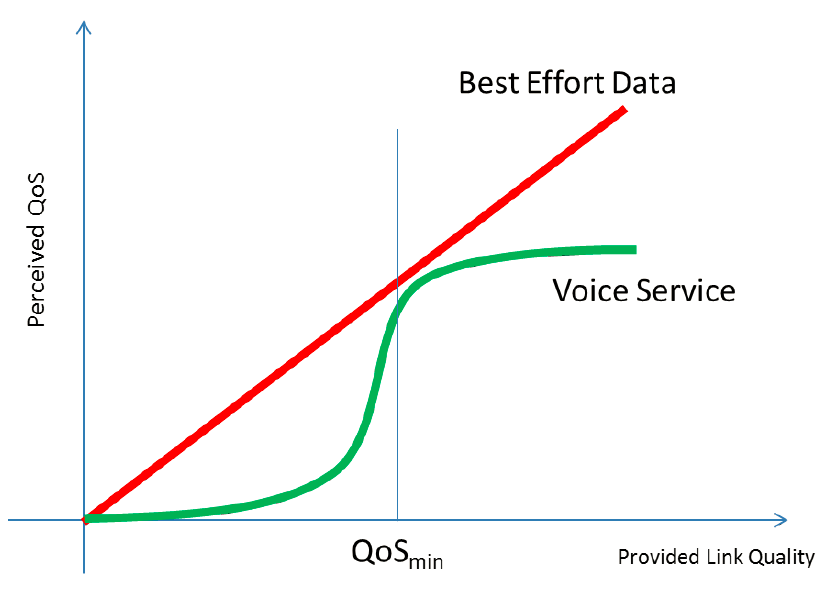 Best Effort Data
Perceived QoS
Voice Service
QoSmin
Provided Link Quality